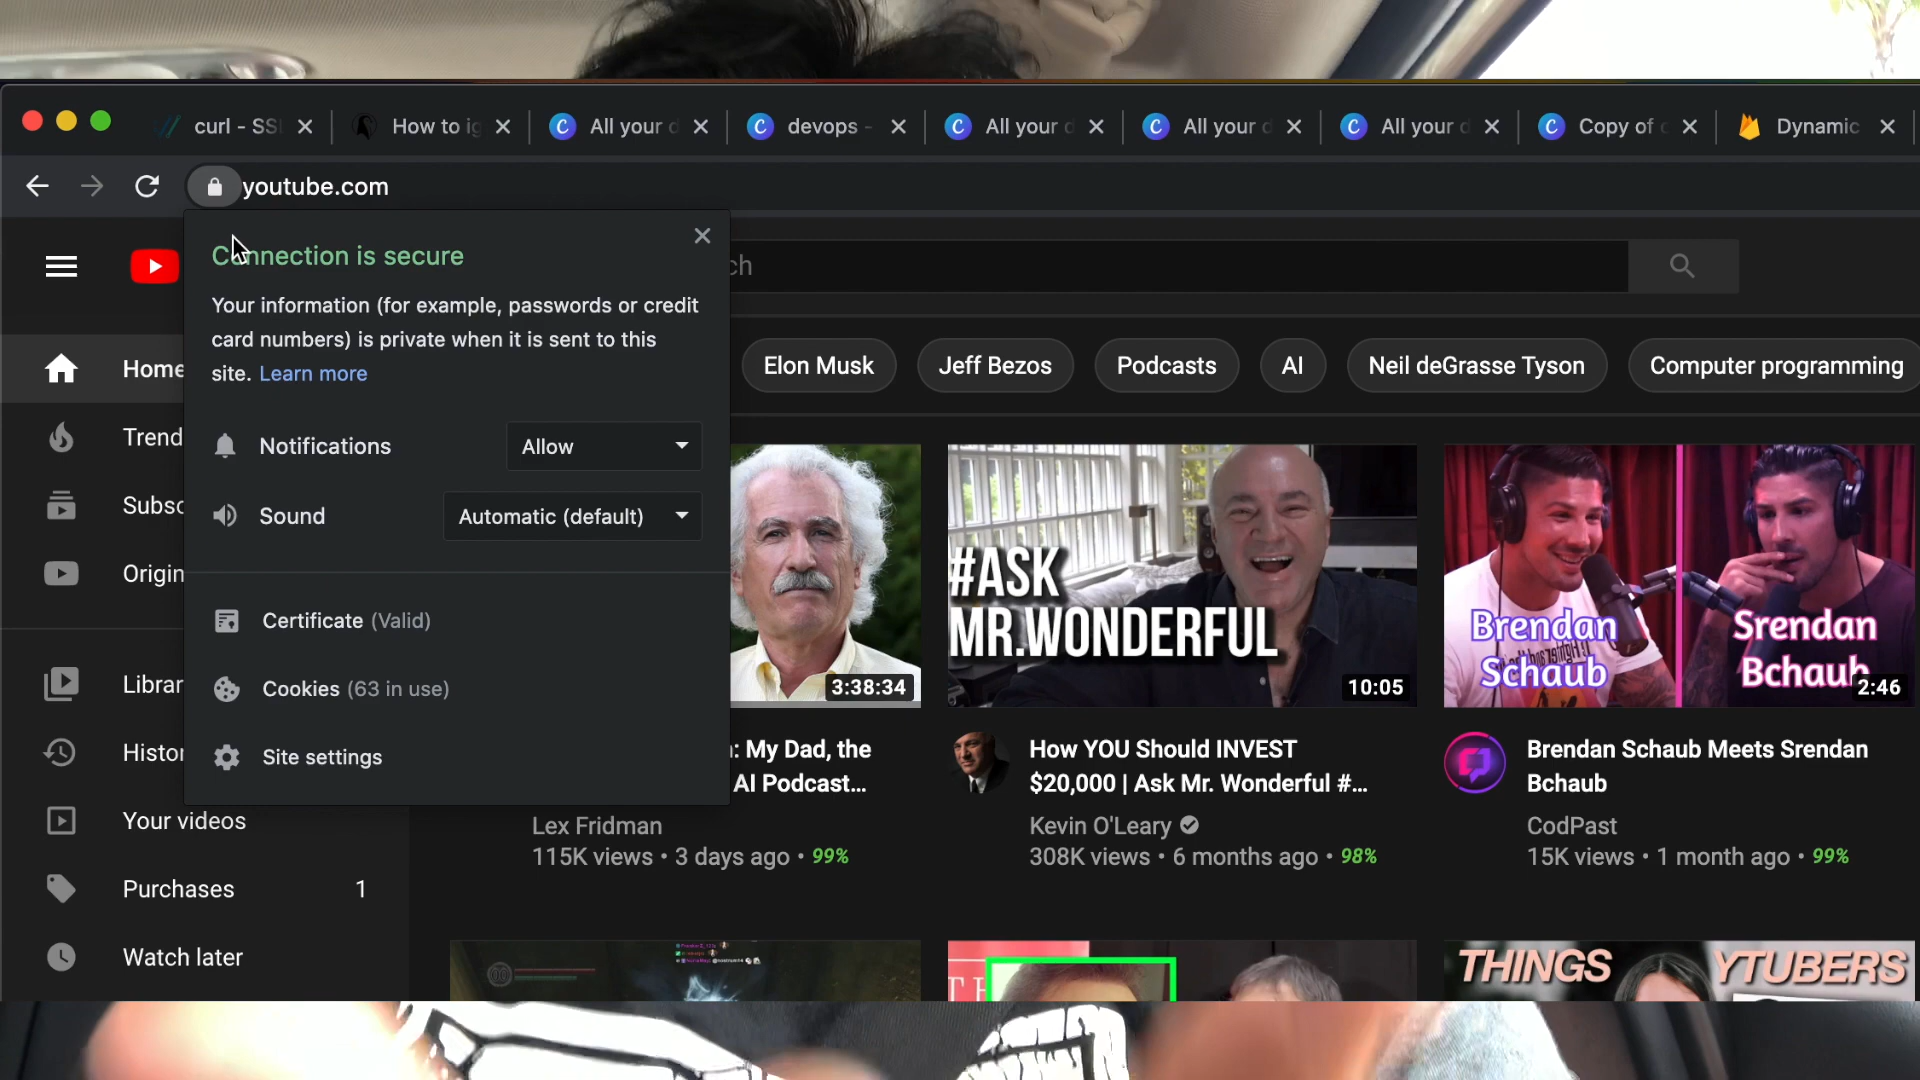 curl - SS
How to ig
All your
devops -
All your
All your
All your
Copy of
Dynamic
youtube.com
Connection is secure
Your information (for example, passwords or credit
card numbers) is private when it is sent to this
site. Learn more
Notifications
Allow
Sound
Automatic (default)
Certificate (Valid)
Cookies (63 in use)
Site settings
ch
Elon Musk
Jeff Bezos
Podcasts
AI
Neil deGrasse Tyson
Computer programming
Home
Trend
Subsc
Origin
Librar
Histor
Your videos
Purchases
1
Watch later
3:38:34
: My Dad, the
AI Podcast...
Lex Fridman
115K views • 3 days ago • 99%
#ASK
MR.WONDERFUL
10:05
How YOU Should INVEST
$20,000 | Ask Mr. Wonderful #...
Kevin O'Leary
308K views • 6 months ago • 98%
Brendan
Schaub
Srendan
Bchaub
2:46
Brendan Schaub Meets Srendan
Bchaub
CodPast
15K views • 1 month ago • 99%
THINGS
YTUBERS